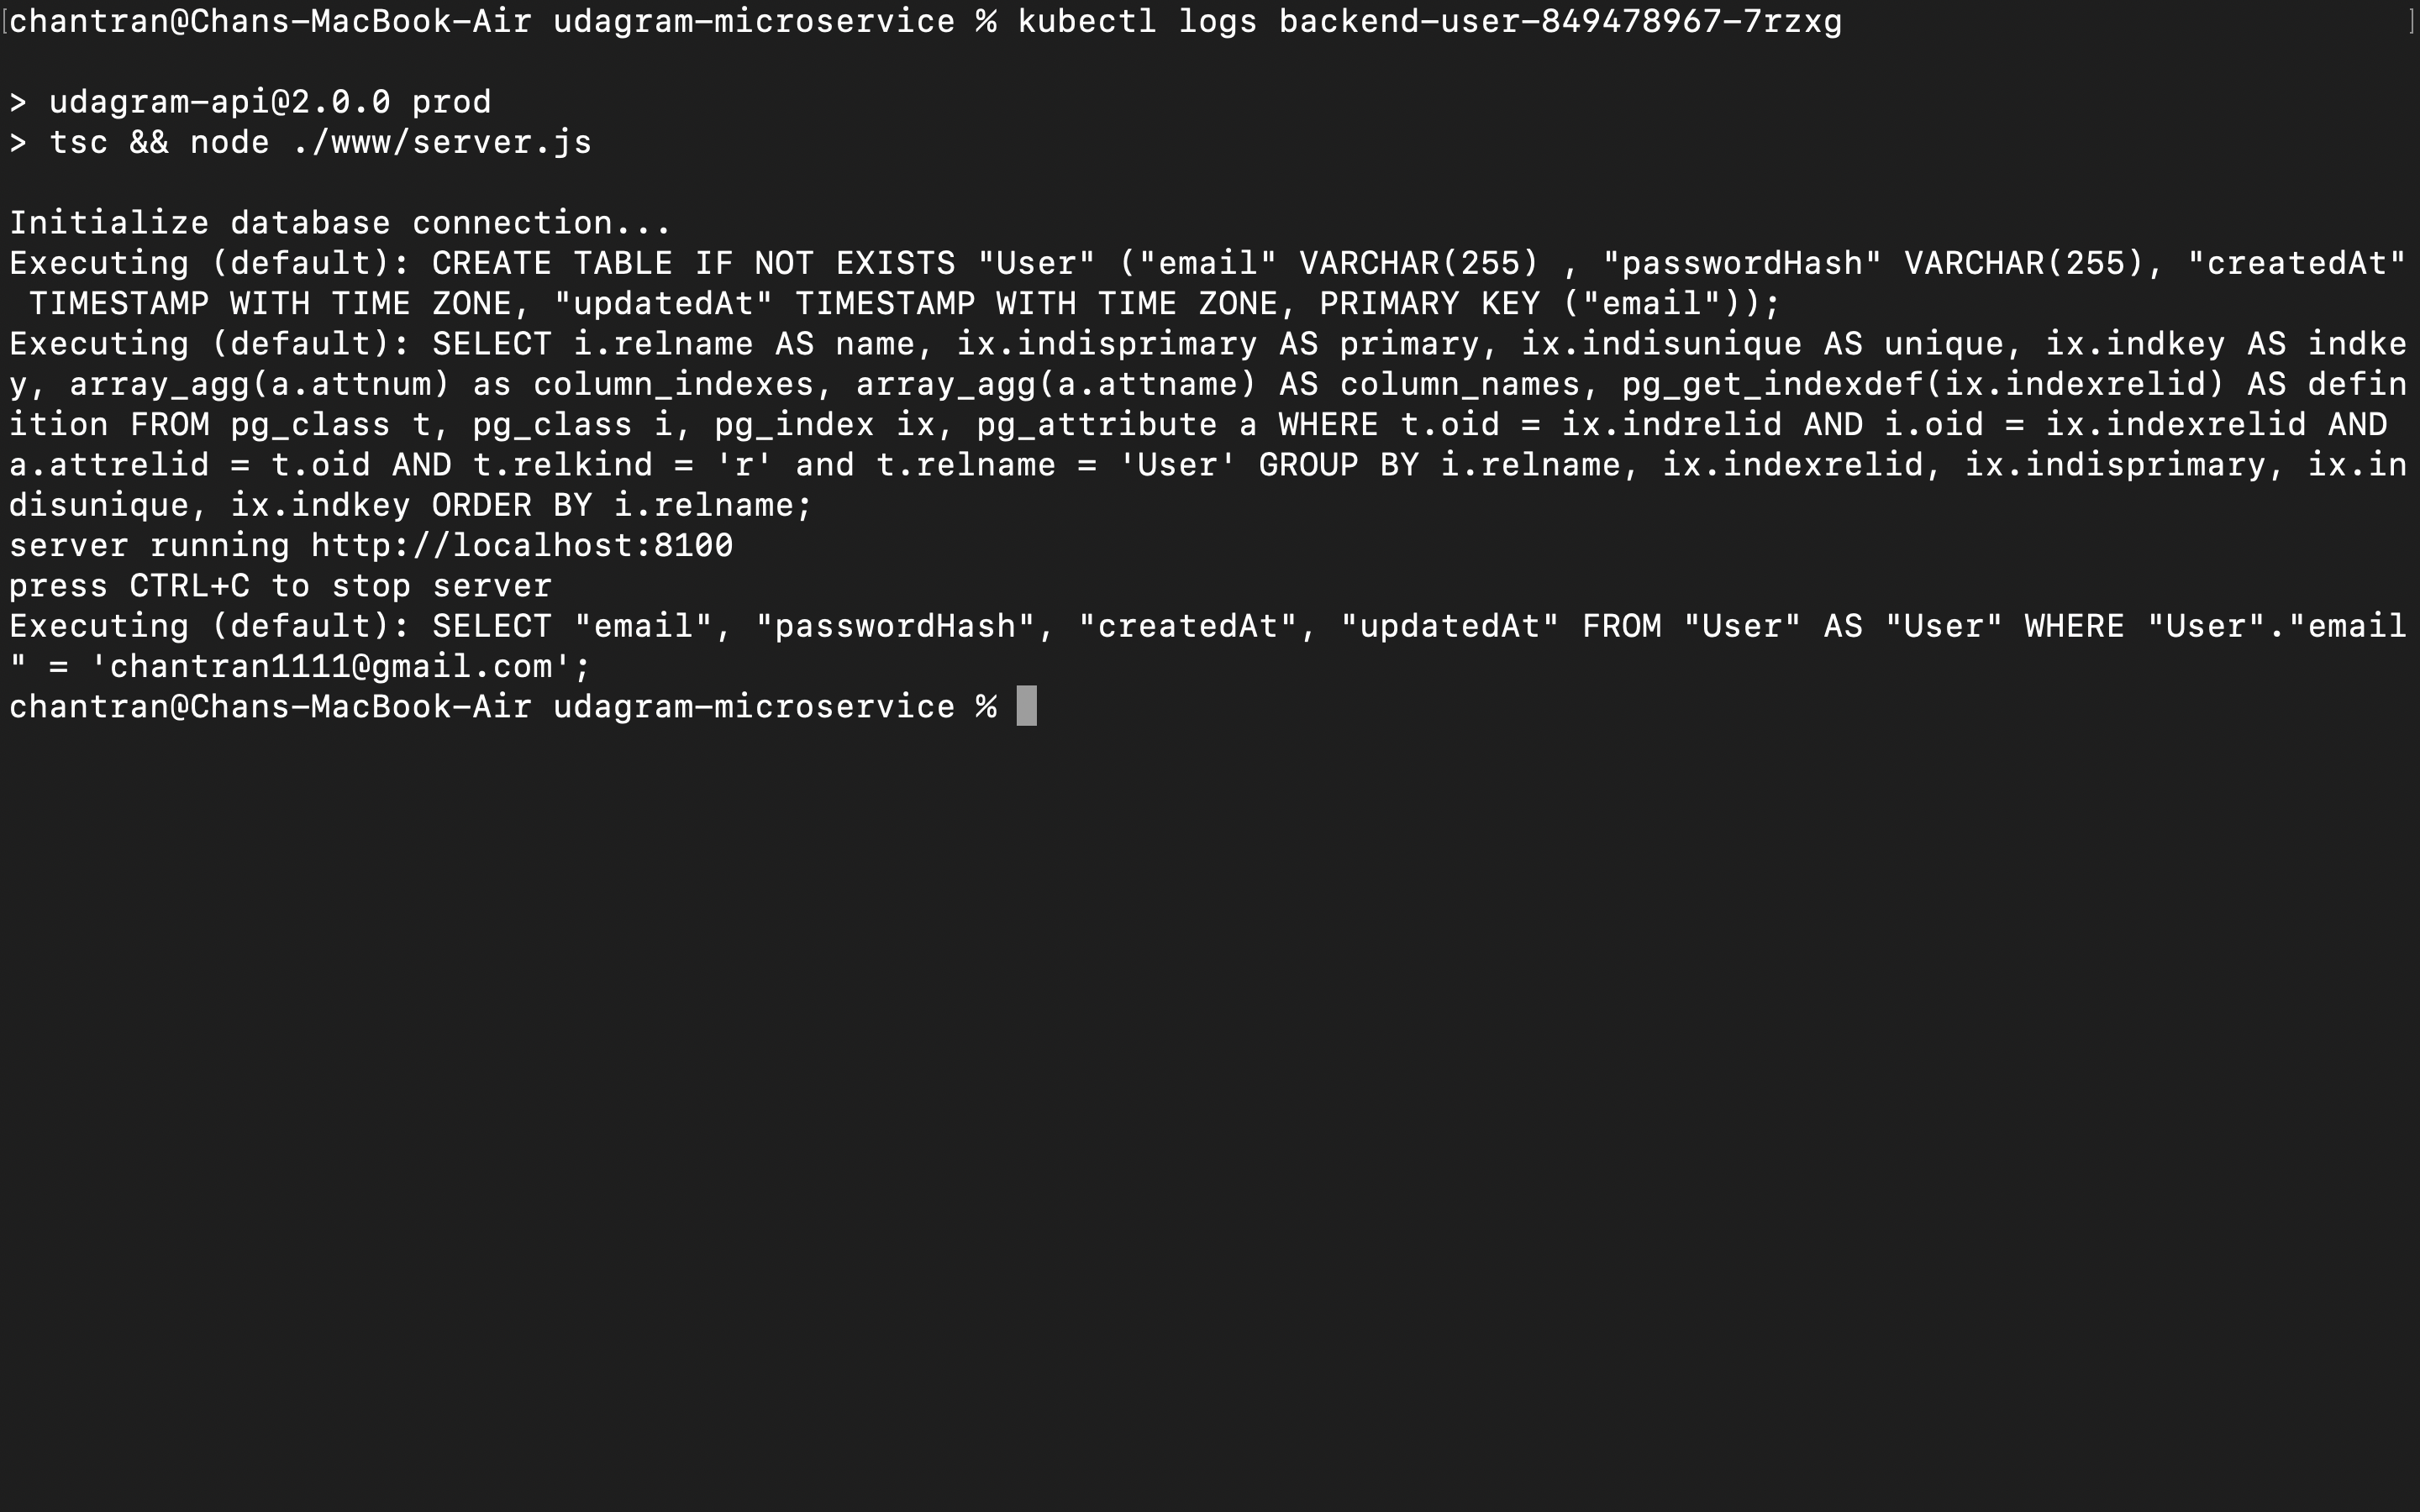 [chantran@Chans-MacBook-Air udagram-microservice % kubectl logs backend-user-849478967-7rzxg ]
> udagram-api@2.0.0 prod
> tsc && node ./www/server.js
Initialize database connection...
Executing (default): CREATE TABLE IF NOT EXISTS "User" ("email" VARCHAR(255) , "passwordHash" VARCHAR(255), "createdAt"
 TIMESTAMP WITH TIME ZONE, "updatedAt" TIMESTAMP WITH TIME ZONE, PRIMARY KEY ("email"));
Executing (default): SELECT i.relname AS name, ix.indisprimary AS primary, ix.indisunique AS unique, ix.indkey AS indke
y, array_agg(a.attnum) as column_indexes, array_agg(a.attname) AS column_names, pg_get_indexdef(ix.indexrelid) AS defin
ition FROM pg_class t, pg_class i, pg_index ix, pg_attribute a WHERE t.oid = ix.indrelid AND i.oid = ix.indexrelid AND
a.attrelid = t.oid AND t.relkind = 'r' and t.relname = 'User' GROUP BY i.relname, ix.indexrelid, ix.indisprimary, ix.in
disunique, ix.indkey ORDER BY i.relname;
server running http://localhost:8100
press CTRL+C to stop server
Executing (default): SELECT "email", "passwordHash", "createdAt", "updatedAt" FROM "User" AS "User" WHERE "User"."email
" = 'chantran1111@gmail.com';
chantran@Chans-MacBook-Air udagram-microservice %